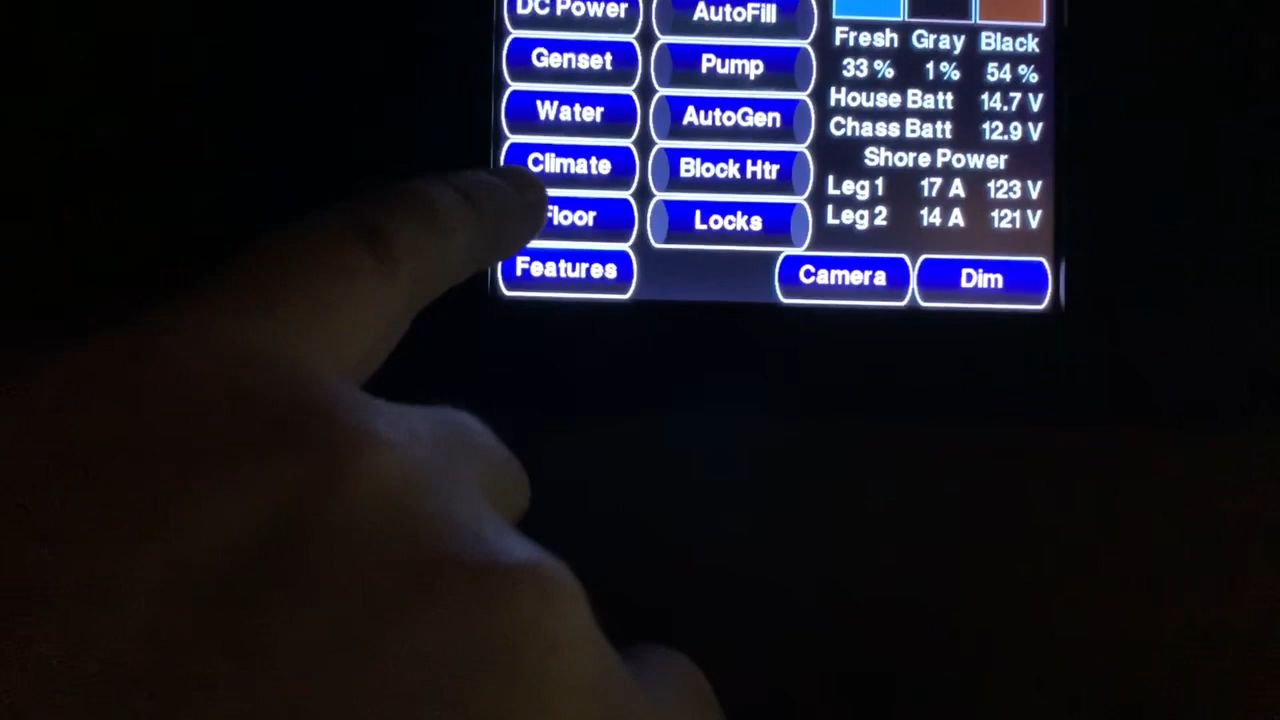 DC Power
Genset
Water
Climate
Floor
Features
AutoFill
Pump
AutoGen
Block Htr
Locks
Fresh Gray Black
33 % 1 % 54 %
House Batt 14.7 V
Chass Batt 12.9 V
Shore Power
Leg 1 17 A 123 V
Leg 2 14 A 121 V
Camera
Dim